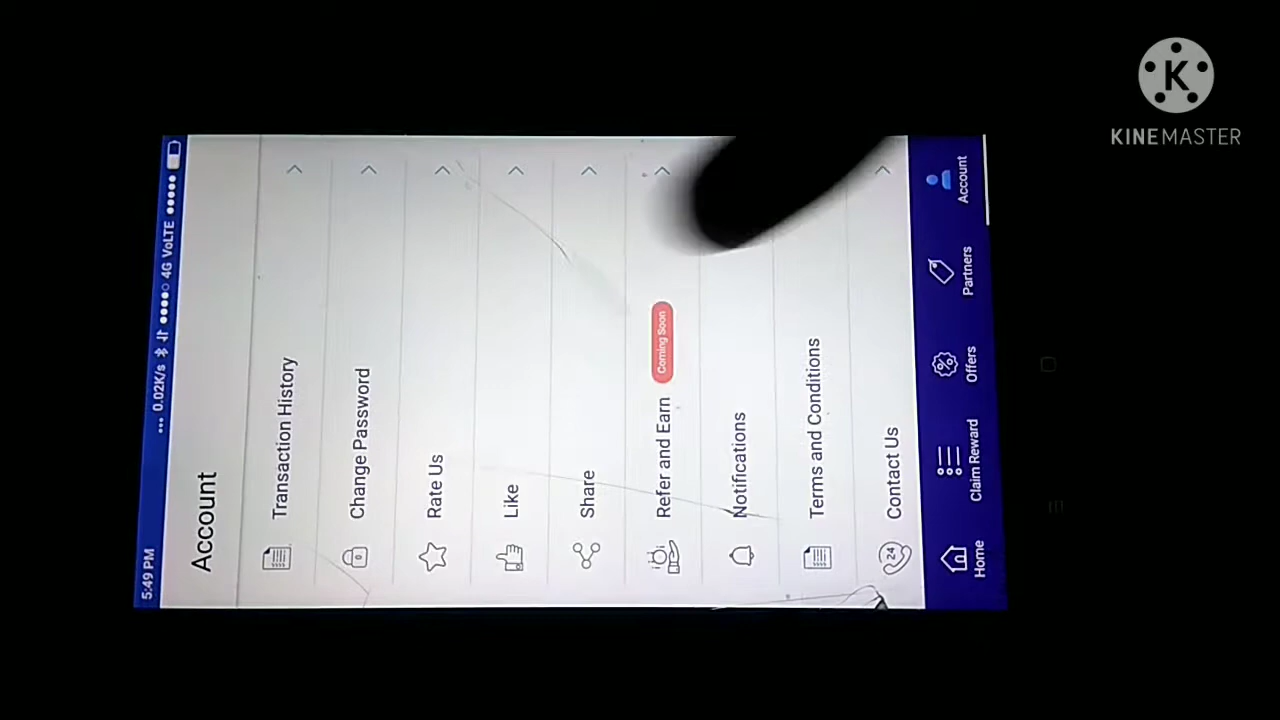 5:49 PM
... 0.02K/s 4G VoLTE
Account
Transaction History
Change Password
Rate Us
Like
Share
Refer and Earn Coming Soon
Notifications
Terms and Conditions
24 Contact Us
Home
Claim Reward
Offers
Partners
Account
K
KINEMASTER